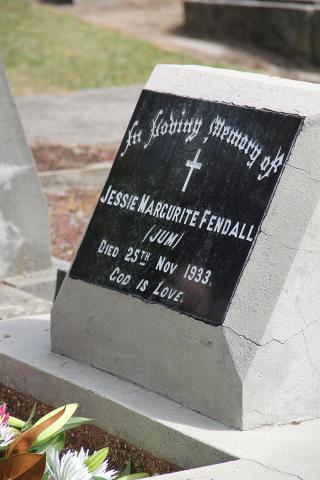 In Loving Memory of
JESSIE MARGURITE FENDALL
(JUM)
DIED 25TH NOV 1933.
GOD IS LOVE.